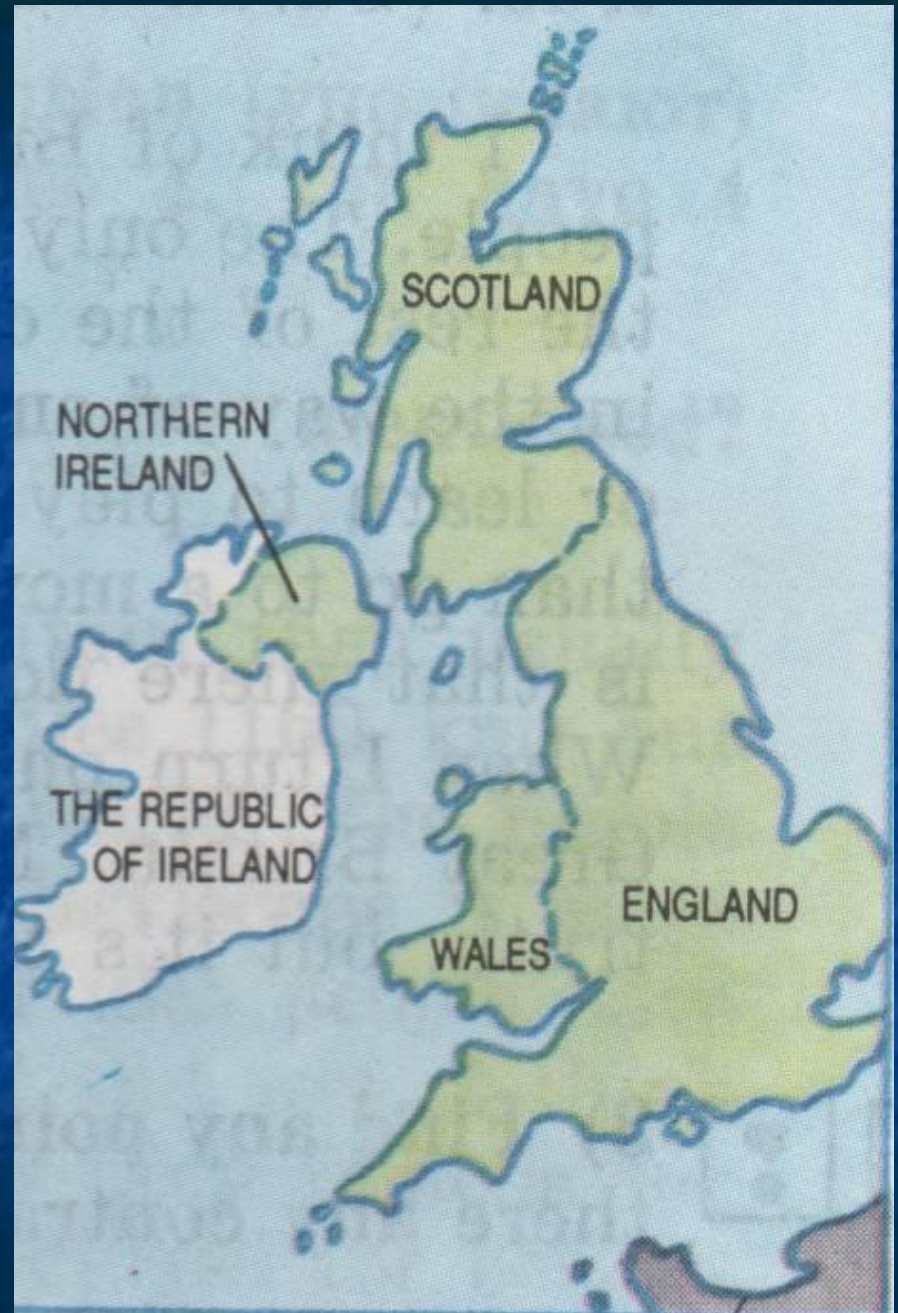 SCOTLAND
NORTHERN
IRELAND
THE REPUBLIC
OF IRELAND
ENGLAND
WALES